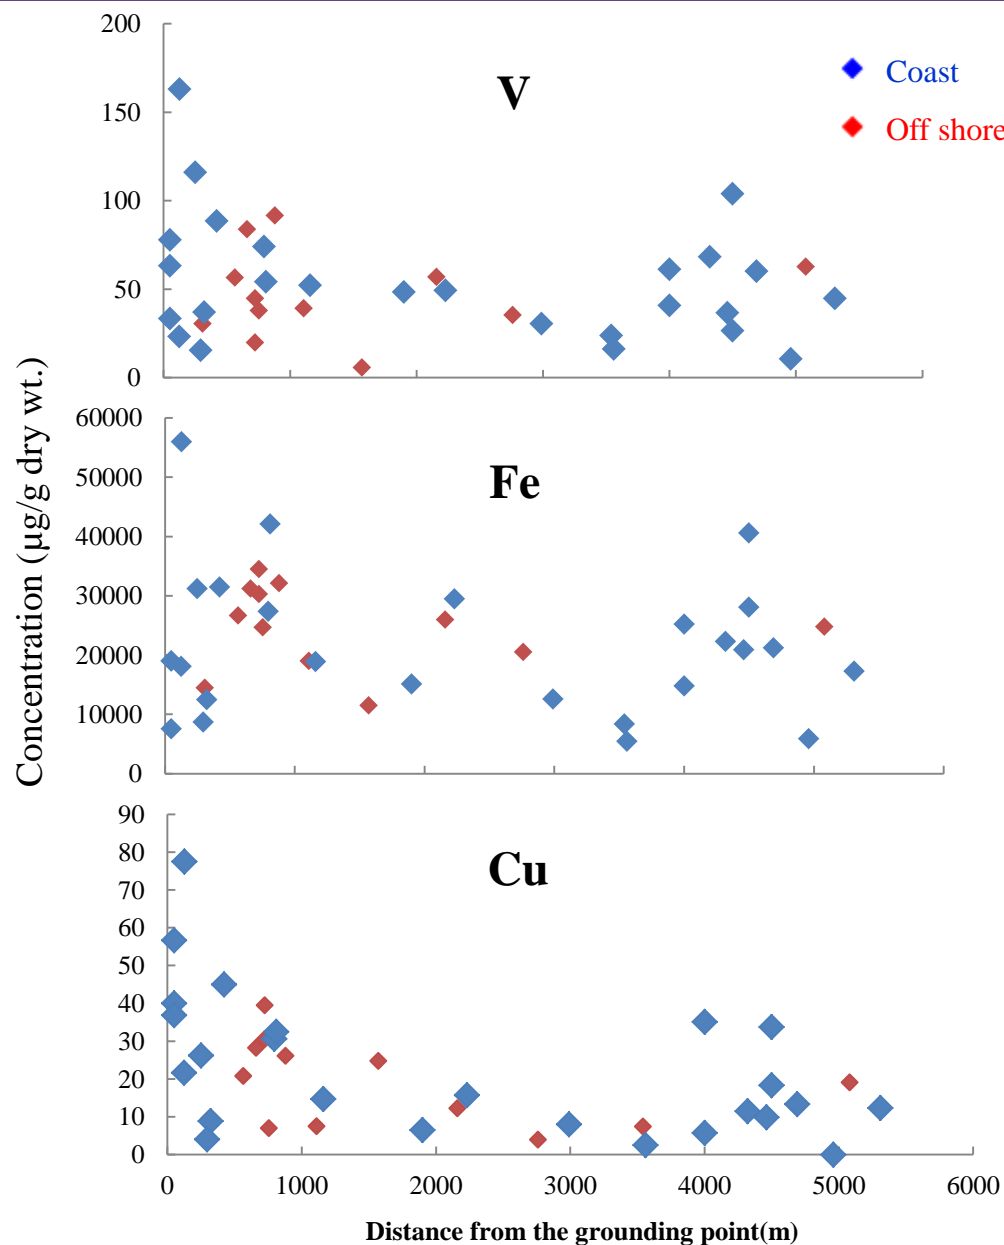 200
V
Coast
150
Off shore
100
50
0
Concentration (µg/g dry wt.)
60000
Fe
50000
40000
30000
20000
10000
0
90
Cu
80
70
60
50
40
30
20
10
0
0 1000 2000 3000 4000 5000 6000
Distance from the grounding point(m)